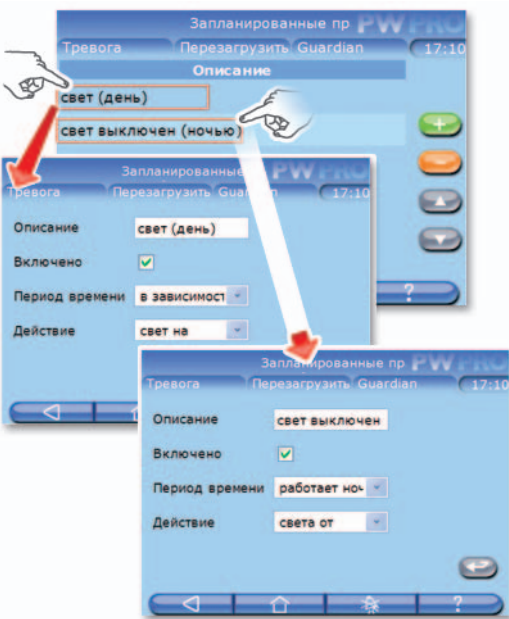 Запланированные пр PW PRO
Тревога Перезагрузить Guardian 17:10
Описание
свет (день)
свет выключен (ночью)
Запланированные PW PRO
Тревога Перезагрузить 17:10
Описание свет (день)
Включено
Период времени в зависимост
Действие свет на
?
Запланированные пр PW PRO
Тревога Перезагрузить Guardian 17:10
Описание свет выключен
Включено
Период времени работает ноч
Действие света от
?